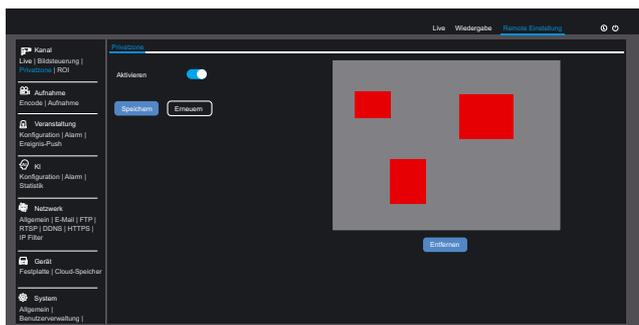 Live Wiedergabe Remote Einstellung
Kanal
Live | Bildsteuerung |
Privatzone | ROI
Aufnahme
Encode | Aufnahme
Veranstaltung
Konfiguration | Alarm |
Ereignis-Push
KI
Konfiguration | Alarm |
Statistik
Netzwerk
Allgemein | E-Mail | FTP |
RTSP | DDNS | HTTPS |
IP Filter
Gerät
Festplatte | Cloud-Speicher
System
Allgemein |
Benutzerverwaltung |
Privatzone
Aktivieren
Speichern Erneuern
Entfernen